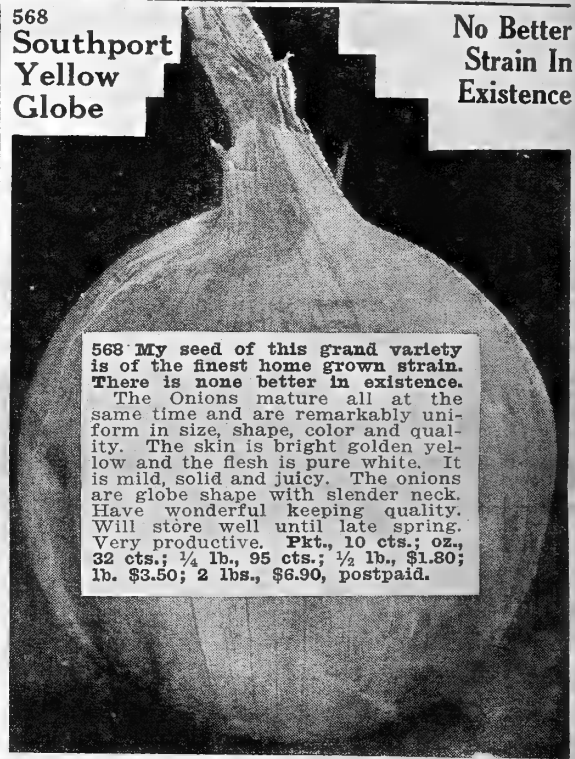 568
Southport
Yellow
Globe
No Better
Strain In
Existence
568 My seed of this grand variety
is of the finest home grown strain.
There is none better in existence.
The Onions mature all at the
same time and are remarkably uni-
form in size, shape, color and qual-
ity. The skin is bright golden yel-
low and the flesh is pure white. It
is mild, solid and juicy. The onions
are globe shape with slender neck.
Have wonderful keeping quality.
Will store well until late spring.
Very productive. Pkt., 10 cts.; oz.,
32 cts.; ¼ lb., 95 cts.; ½ lb., $1.80;
lb. $3.50; 2 lbs., $6.90, postpaid.